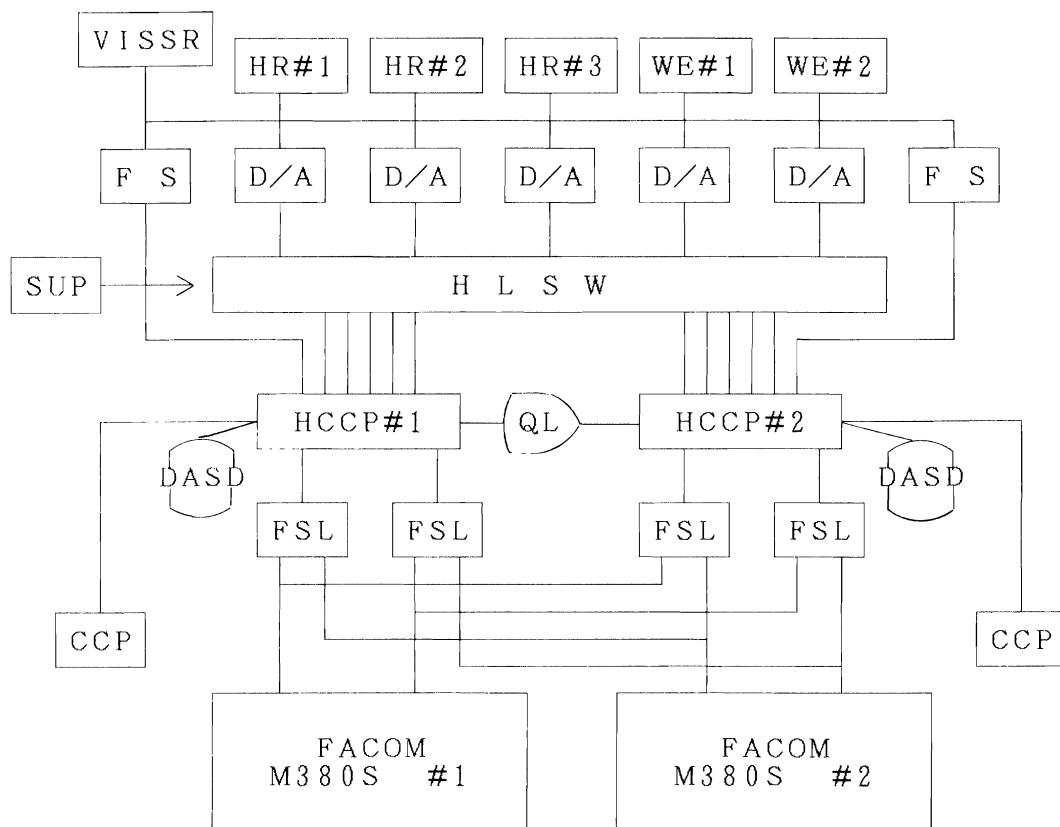 VISSR
HR#1 HR#2 HR#3 WE#1 WE#2
F S D/A D/A D/A D/A D/A F S
SUP
H L S W
HCCP#1 QL HCCP#2
DASD DASD
FSL FSL FSL FSL
CCP CCP
FACOM FACOM
M380S #1 M380S #2